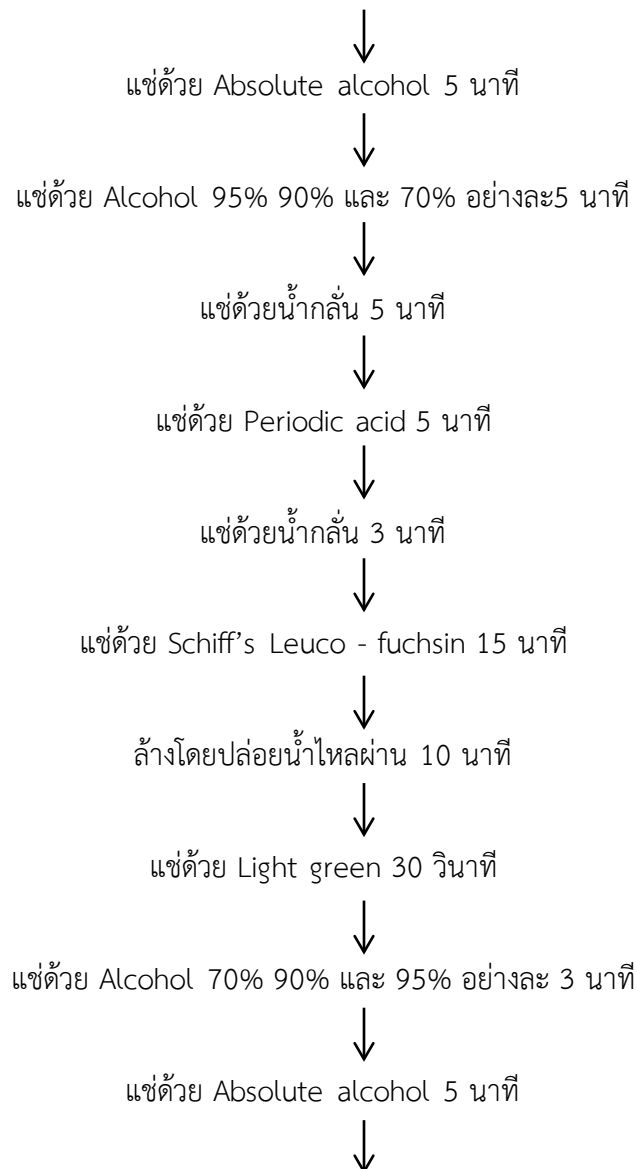 แช่ด้วย Absolute alcohol 5 นาที
แช่ด้วย Alcohol 95% 90% และ 70% อย่างละ5 นาที
แช่ด้วยน้ำกลั่น 5 นาที
แช่ด้วย Periodic acid 5 นาที
แช่ด้วยน้ำกลั่น 3 นาที
แช่ด้วย Schiff’s Leuco - fuchsin 15 นาที
ล้างโดยปล่อยน้ำไหลผ่าน 10 นาที
แช่ด้วย Light green 30 วินาที
แช่ด้วย Alcohol 70% 90% และ 95% อย่างละ 3 นาที
แช่ด้วย Absolute alcohol 5 นาที